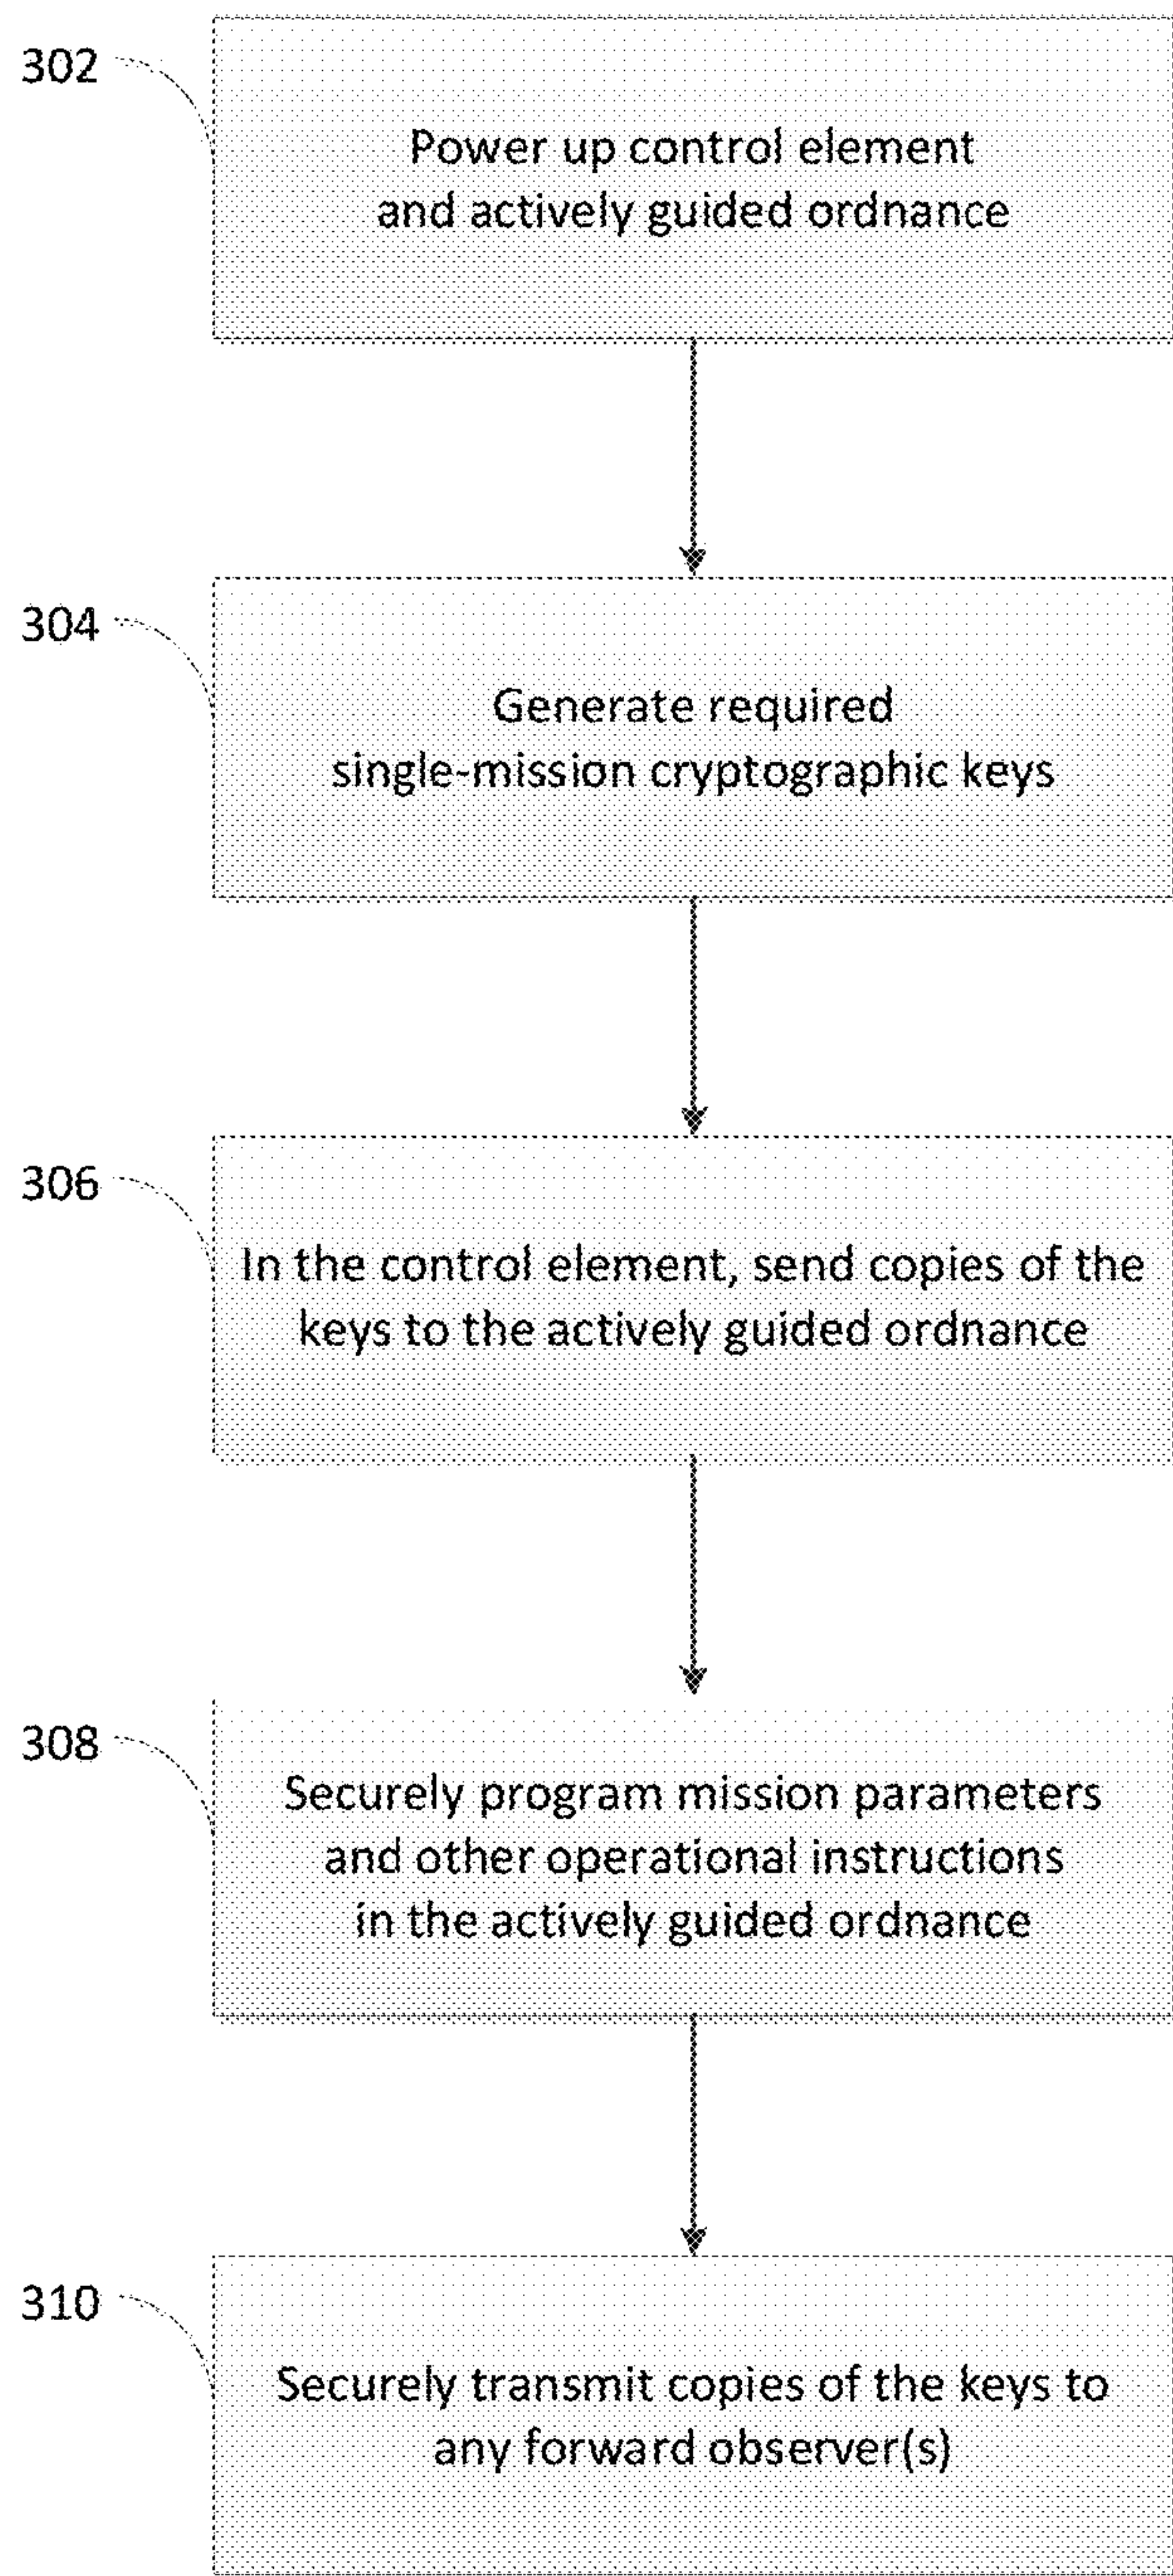 302
Power up control element
and actively guided ordnance
304
Generate required
single-mission cryptographic keys
306
In the control element, send copies of the
keys to the actively guided ordnance
308
Securely program mission parameters
and other operational instructions
in the actively guided ordnance
310
Securely transmit copies of the keys to
any forward observer(s)